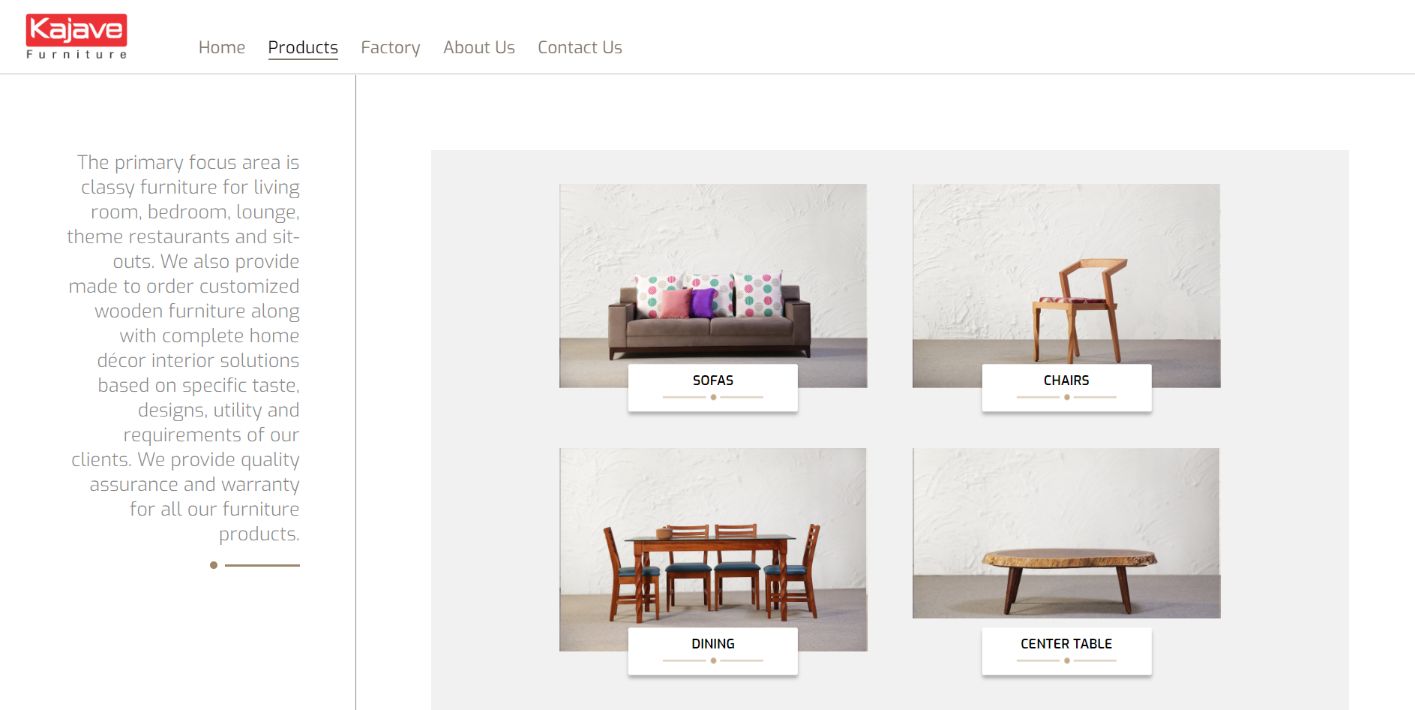 Kajave
Furniture
Home Products Factory About Us Contact Us
The primary focus area is
classy furniture for living
room, bedroom, lounge,
theme restaurants and sit-
outs. We also provide
made to order customized
wooden furniture along
with complete home
décor interior solutions
based on specific taste,
designs, utility and
requirements of our
clients. We provide quality
assurance and warranty
for all our furniture
products.
SOFAS
CHAIRS
DINING
CENTER TABLE